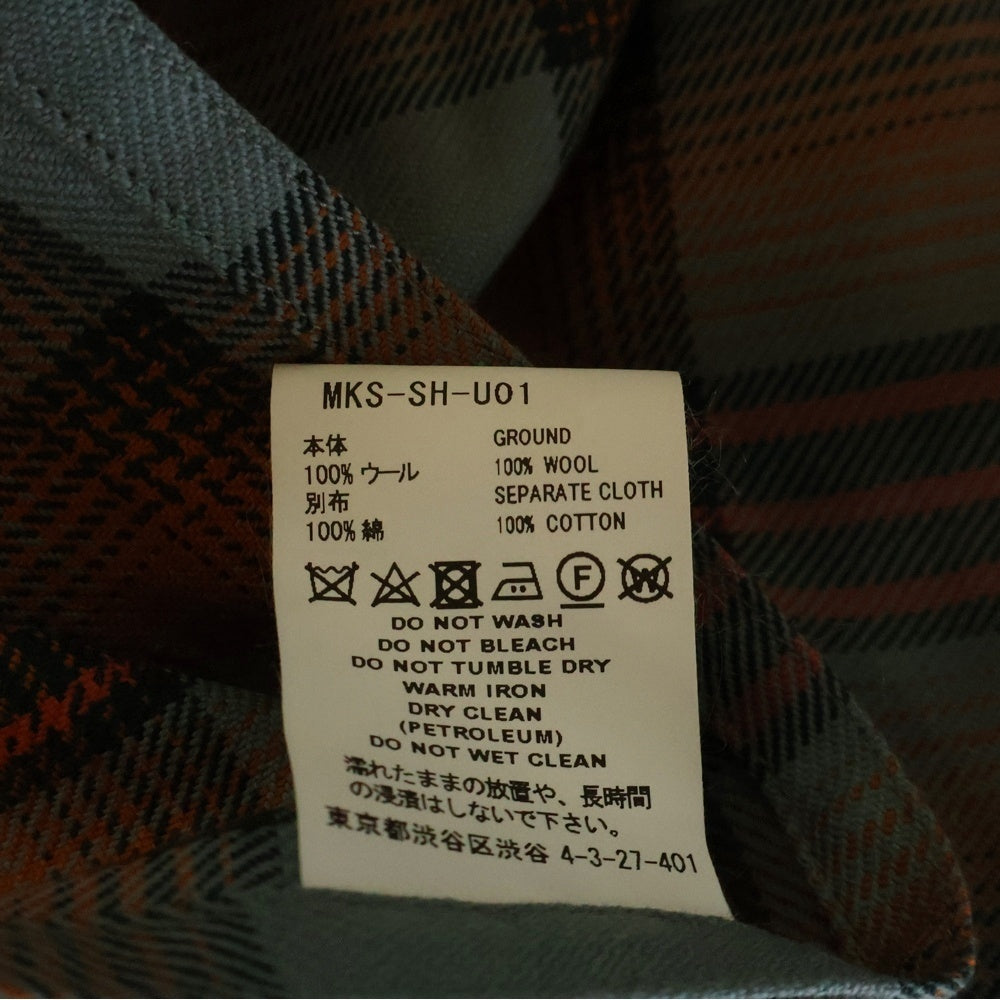 MKS-SH-U01
本体 GROUND
100% ウール 100% WOOL
別布 SEPARATE CLOTH
100% 綿 100% COTTON
F W
DO NOT WASH
DO NOT BLEACH
DO NOT TUMBLE DRY
WARM IRON
DRY CLEAN
(PETROLEUM)
DO NOT WET CLEAN
濡れたままの放置や、長時間
の浸漬はしないで下さい。
東京都渋谷区渋谷 4-3-27-401